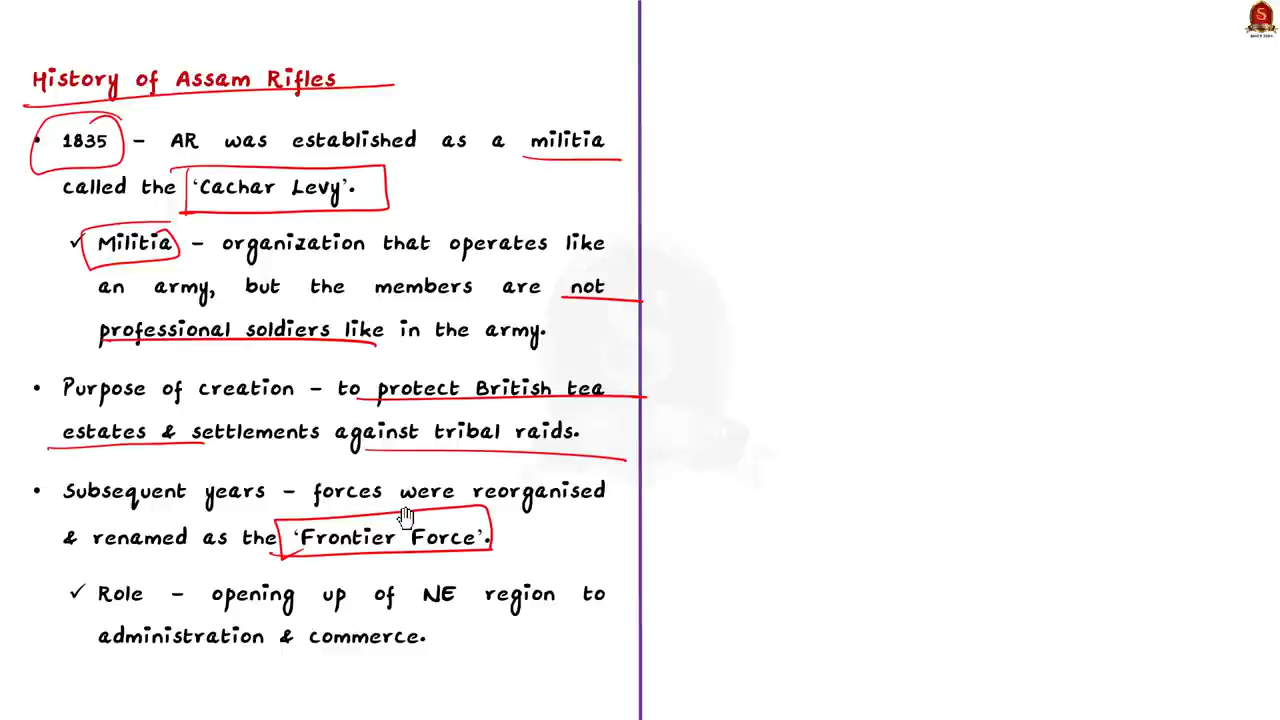 History of Assam Rifles
• 1835 – AR was established as a militia
called the ‘Cachar Levy’.
✓ Militia – organization that operates like
an army, but the members are not
professional soldiers like in the army.
• Purpose of creation – to protect British tea
estates & settlements against tribal raids.
• Subsequent years – forces were reorganised
& renamed as the ‘Frontier Force’.
✓ Role – opening up of NE region to
administration & commerce.